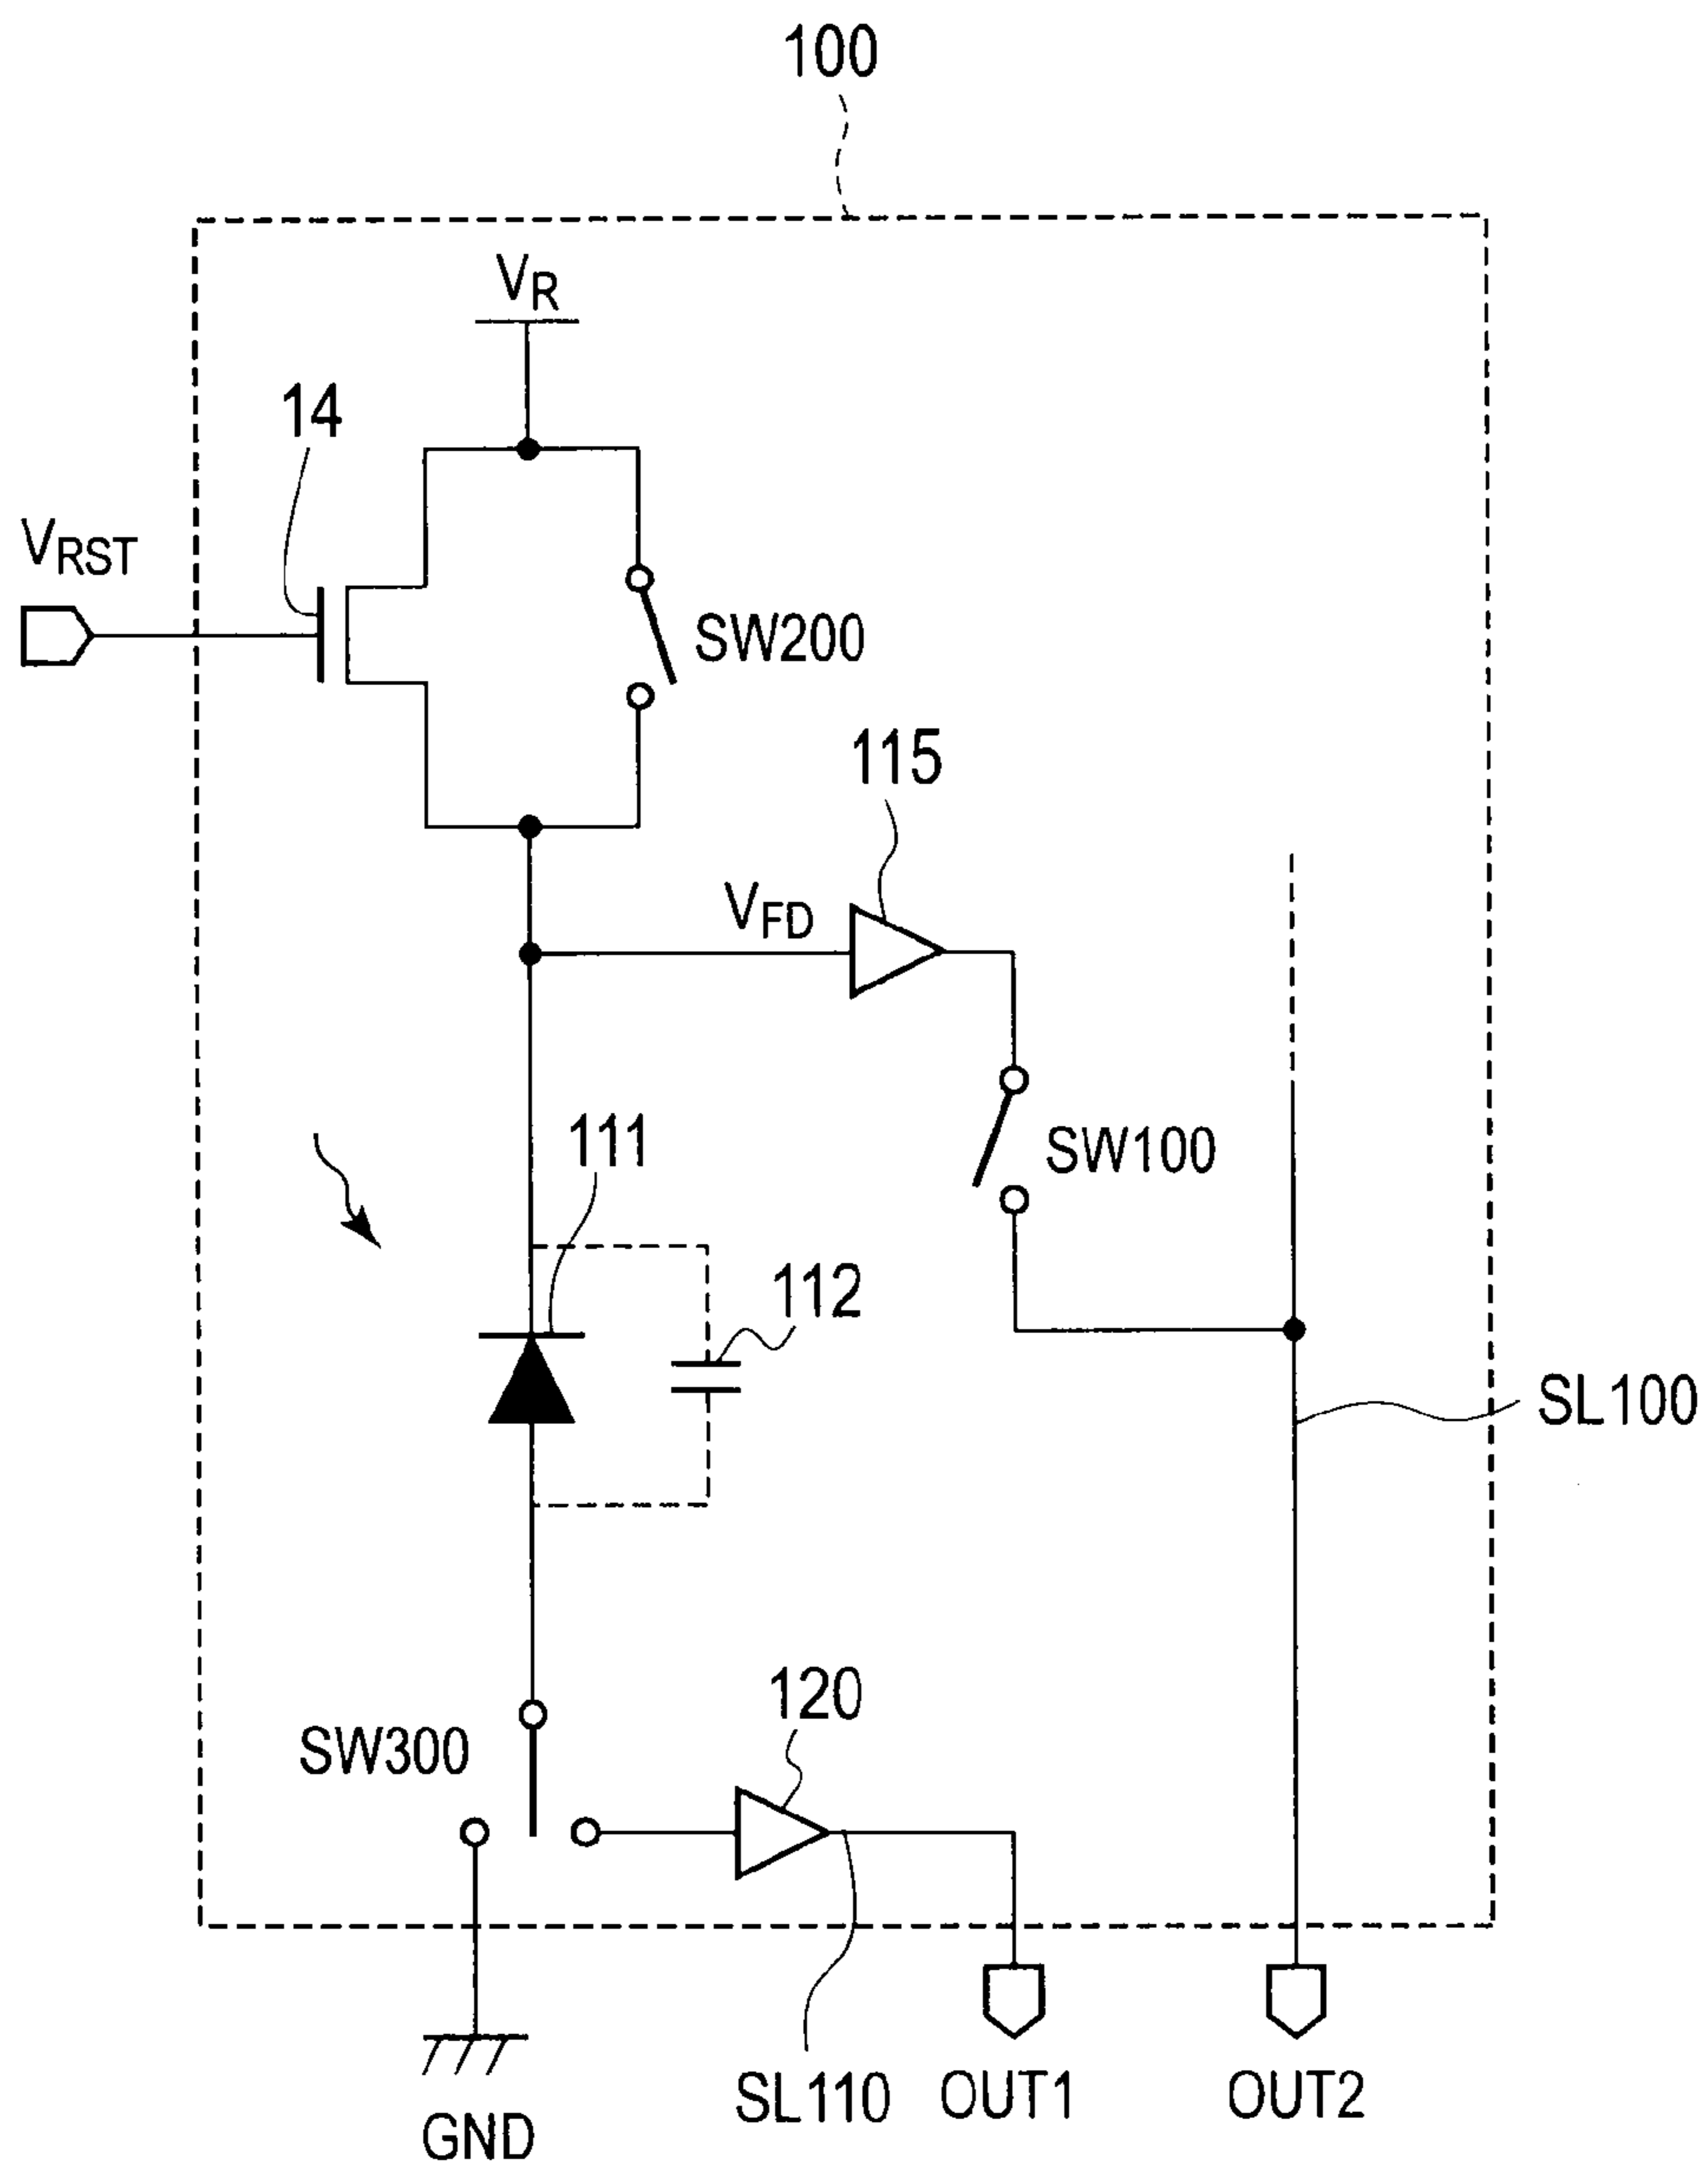 100
VR
14
VRST
SW200
115
VFD
111
SW100
112
SL100
120
SW300
SL110
OUT1
OUT2
GND